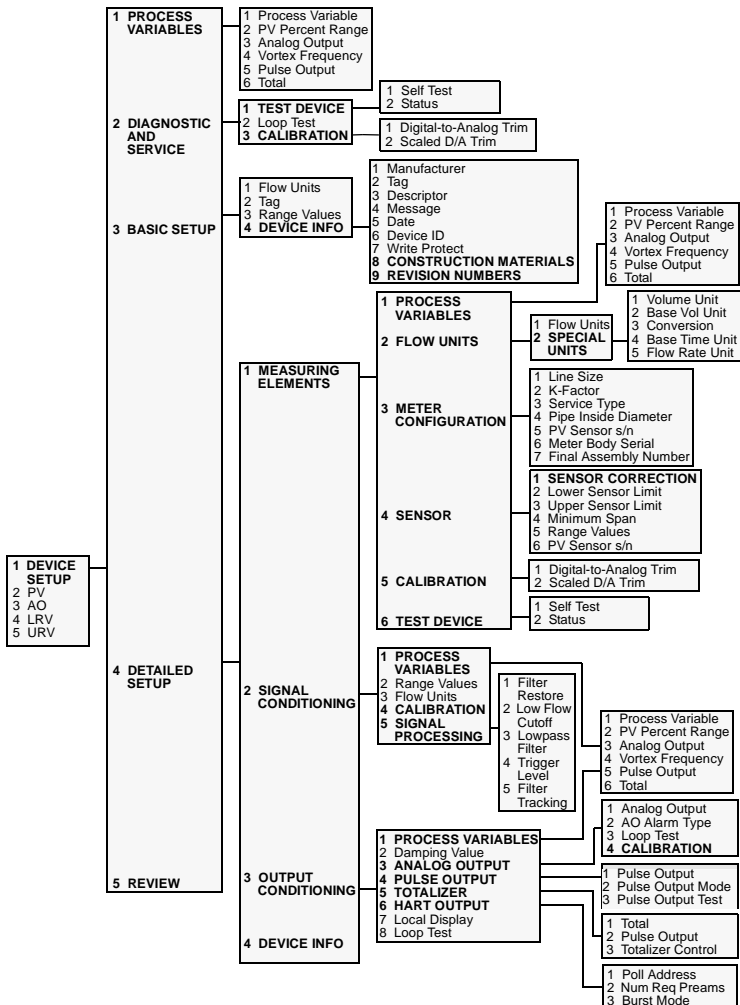 1 DEVICE
SETUP
2 PV
3 AO
4 LRV
5 URV
1 PROCESS
VARIABLES
2 DIAGNOSTIC
AND
SERVICE
3 BASIC SETUP
4 DETAILED
SETUP
5 REVIEW
1 Process Variable
2 PV Percent Range
3 Analog Output
4 Vortex Frequency
5 Pulse Output
6 Total
1 TEST DEVICE
2 Loop Test
3 CALIBRATION
1 Self Test
2 Status
1 Digital-to-Analog Trim
2 Scaled D/A Trim
1 Flow Units
2 Tag
3 Range Values
4 DEVICE INFO
1 Manufacturer
2 Tag
3 Descriptor
4 Message
5 Date
6 Device ID
7 Write Protect
8 CONSTRUCTION MATERIALS
9 REVISION NUMBERS
1 MEASURING
ELEMENTS
2 SIGNAL
CONDITIONING
3 OUTPUT
CONDITIONING
4 DEVICE INFO
1 PROCESS
VARIABLES
2 FLOW UNITS
3 METER
CONFIGURATION
4 SENSOR
5 CALIBRATION
6 TEST DEVICE
1 Process Variable
2 PV Percent Range
3 Analog Output
4 Vortex Frequency
5 Pulse Output
6 Total
1 Flow Units
2 SPECIAL
UNITS
1 Volume Unit
2 Base Vol Unit
3 Conversion
4 Base Time Unit
5 Flow Rate Unit
1 Line Size
2 K-Factor
3 Service Type
4 Pipe Inside Diameter
5 PV Sensor s/n
6 Meter Body Serial
7 Final Assembly Number
1 SENSOR CORRECTION
2 Lower Sensor Limit
3 Upper Sensor Limit
4 Minimum Span
5 Range Values
6 PV Sensor s/n
1 Digital-to-Analog Trim
2 Scaled D/A Trim
1 Self Test
2 Status
1 PROCESS
VARIABLES
2 Range Values
3 Flow Units
4 CALIBRATION
5 SIGNAL
PROCESSING
1 Filter
Restore
2 Low Flow
Cutoff
3 Lowpass
Filter
4 Trigger
Level
5 Filter
Tracking
1 Process Variable
2 PV Percent Range
3 Analog Output
4 Vortex Frequency
5 Pulse Output
6 Total
1 PROCESS VARIABLES
2 Damping Value
3 ANALOG OUTPUT
4 PULSE OUTPUT
5 TOTALIZER
6 HART OUTPUT
7 Local Display
8 Loop Test
1 Analog Output
2 AO Alarm Type
3 Loop Test
4 CALIBRATION
1 Pulse Output
2 Pulse Output Mode
3 Pulse Output Test
1 Total
2 Pulse Output
3 Totalizer Control
1 Poll Address
2 Num Req Preams
3 Burst Mode